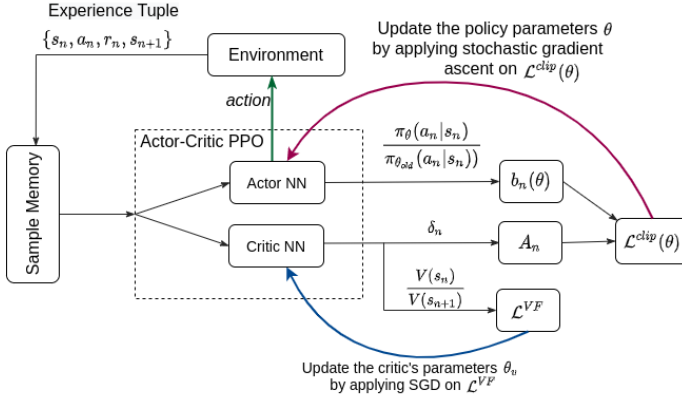 Experience Tuple
{s_n, a_n, r_n, s_{n+1}}
Environment
Update the policy parameters θ
by applying stochastic gradient
ascent on 𝓛^{clip}(θ)
action
Actor-Critic PPO
Sample Memory
Actor NN
π_θ(a_n|s_n)
π_{θ_{old}}(a_n|s_n))
b_n(θ)
Critic NN
δ_n
A_n
𝓛^{clip}(θ)
V(s_n)
V(s_{n+1})
𝓛^{VF}
Update the critic's parameters θ_v
by applying SGD on 𝓛^{VF}